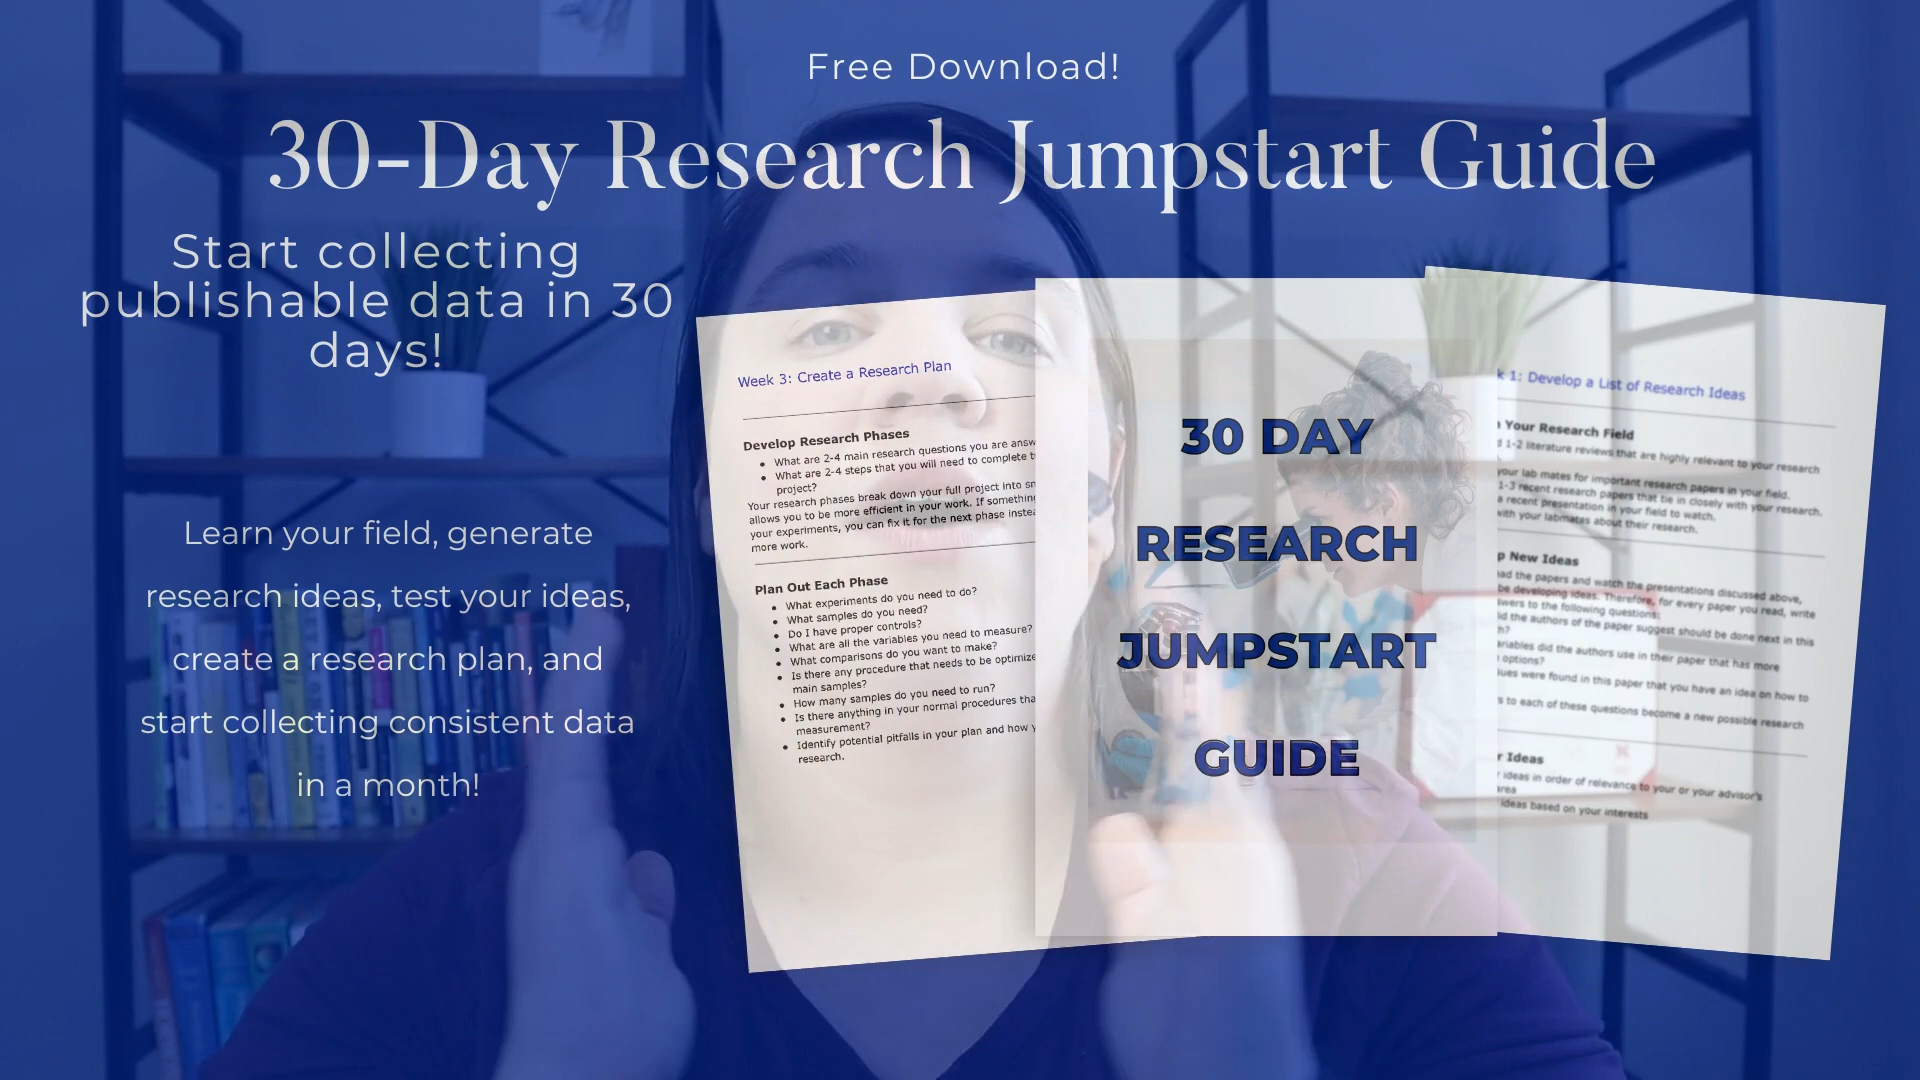 Free Download!
30-Day Research Jumpstart Guide
Start collecting
publishable data in 30
days!
Learn your field, generate
research ideas, test your ideas,
create a research plan, and
start collecting consistent data
in a month!
Week 3: Create a Research Plan
Develop Research Phases
• What are 2-4 main research questions you are answ
• What are 2-4 steps that you will need to complete t
project?
Your research phases break down your full project into sm
allows you to be more efficient in your work. If something
your experiments, you can fix it for the next phase instea
more work.
Plan Out Each Phase
• What experiments do you need to do?
• What samples do you need?
• Do I have proper controls?
• What are all the variables you need to measure?
• What comparisons do you want to make?
• Is there any procedure that needs to be optimize
main samples?
• How many samples do you need to run?
• Is there anything in your normal procedures tha
measurement?
• Identify potential pitfalls in your plan and how y
research.
30 DAY
RESEARCH
JUMPSTART
GUIDE
k 1: Develop a List of Research Ideas
Your Research Field
1-2 literature reviews that are highly relevant to your research
your lab mates for important research papers in your field.
1-3 recent research papers that tie in closely with your research.
a recent presentation in your field to watch.
with your labmates about their research.
p New Ideas
ad the papers and watch the presentations discussed above,
be developing ideas. Therefore, for every paper you read, write
swers to the following questions:
id the authors of the paper suggest should be done next in this
h?
ariables did the authors use in their paper that has more
options?
ues were found in this paper that you have an idea on how to
s to each of these questions become a new possible research
r Ideas
ideas in order of relevance to your or your advisor's
area
ideas based on your interests